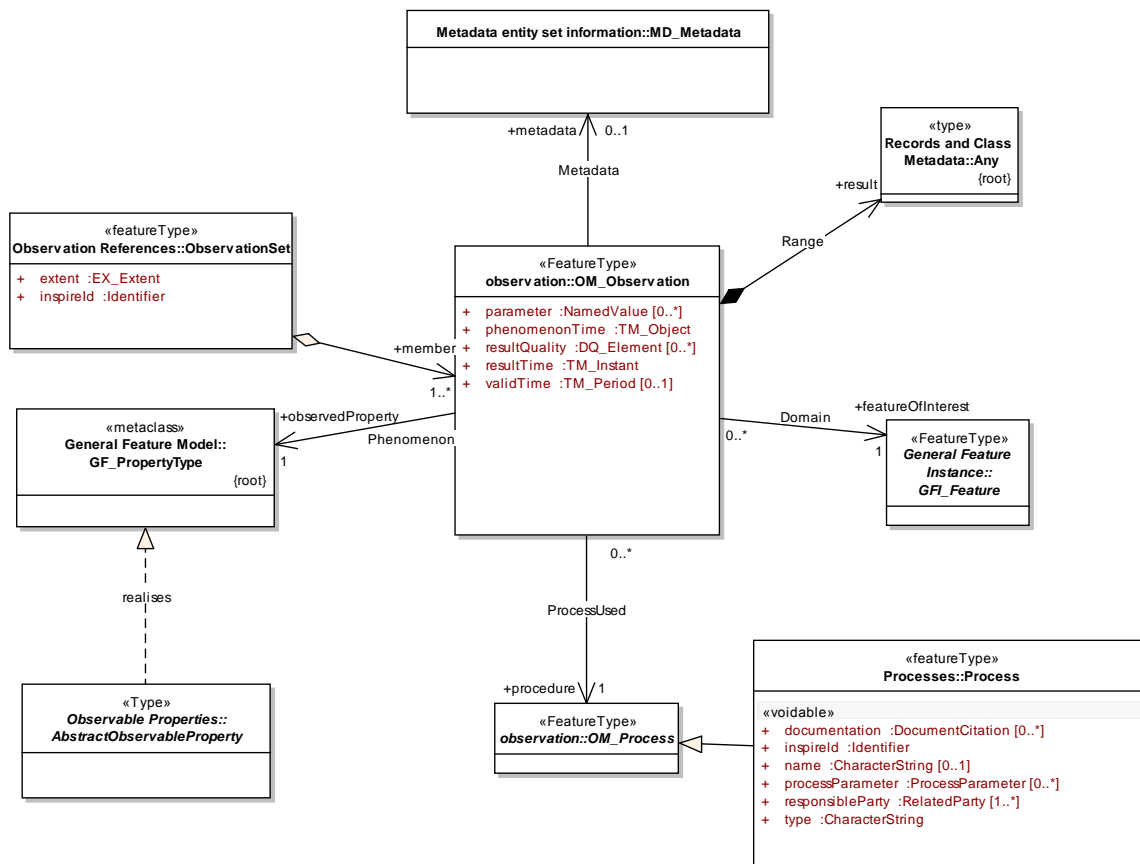 Metadata entity set information::MD_Metadata
+metadata
0..1
Metadata
«type»
Records and Class
Metadata::Any
{root}
+result
Range
«featureType»
Observation References::ObservationSet
+ extent :EX_Extent
+ inspireId :Identifier
«FeatureType»
observation::OM_Observation
+ parameter :NamedValue [0..*]
+ phenomenonTime :TM_Object
+ resultQuality :DQ_Element [0..*]
+ resultTime :TM_Instant
+ validTime :TM_Period [0..1]
+member
1..*
+observedProperty
Phenomenon
1
«metaclass»
General Feature Model::
GF_PropertyType
{root}
+featureOfInterest
Domain
0..*
1
«FeatureType»
General Feature
Instance::
GFI_Feature
realises
0..*
ProcessUsed
+procedure
1
«Type»
Observable Properties::
AbstractObservableProperty
«FeatureType»
observation::OM_Process
«featureType»
Processes::Process
«voidable»
+ documentation :DocumentCitation [0..*]
+ inspireId :Identifier
+ name :CharacterString [0..1]
+ processParameter :ProcessParameter [0..*]
+ responsibleParty :RelatedParty [1..*]
+ type :CharacterString